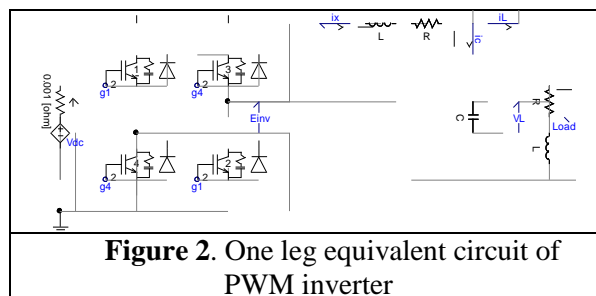 ix
L
R
ic
iL
0.001 [ohm]
Vdc
g1
2
1
g4
2
3
Einv
g4
2
4
g1
2
2
C
VL
R
Load
L
Figure 2. One leg equivalent circuit of
PWM inverter